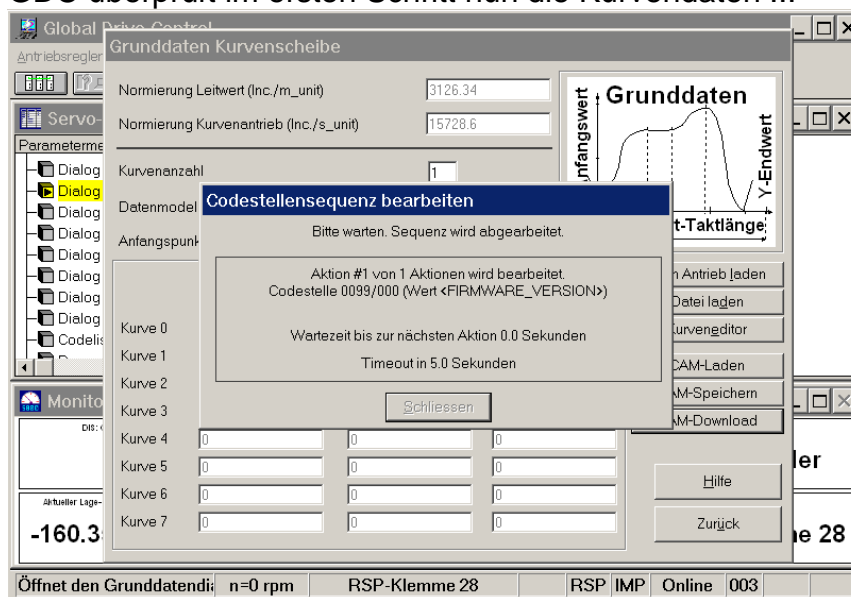 GDC überprüft im ersten Schritt nun die Kurvendaten ...
Global Drive Control
Antriebsregler
Grunddaten Kurvenscheibe
Servo-
Parameterme
Dialog
Dialog
Dialog
Dialog
Dialog
Dialog
Dialog
Dialog
Codelis
Normierung Leitwert (Inc./m_unit) 3126.34
Normierung Kurvenantrieb (Inc./s_unit) 15728.6
Kurvenanzahl 1
Datenmodel
Anfangspunk
Grunddaten
Anfangswert
Y-Endwert
t-Taktlänge
Codestellensequenz bearbeiten
Bitte warten. Sequenz wird abgearbeitet.
Aktion #1 von 1 Aktionen wird bearbeitet.
Codestelle 0099/000 (Wert <FIRMWARE_VERSION>)
Wartezeit bis zur nächsten Aktion 0.0 Sekunden
Timeout in 5.0 Sekunden
Schliessen
n Antrieb laden
Datei laden
Kurveneditor
CAM-Laden
AM-Speichern
AM-Download
Hilfe
Zurück
Kurve 0
Kurve 1
Kurve 2
Kurve 3
Kurve 4 0 0 0
Kurve 5 0 0 0
Kurve 6 0 0 0
Kurve 7 0 0 0
Monito
DIS:
Aktueller Lage-
-160.3
ler
ne 28
Öffnet den Grunddatendi n=0 rpm RSP-Klemme 28 RSP IMP Online 003